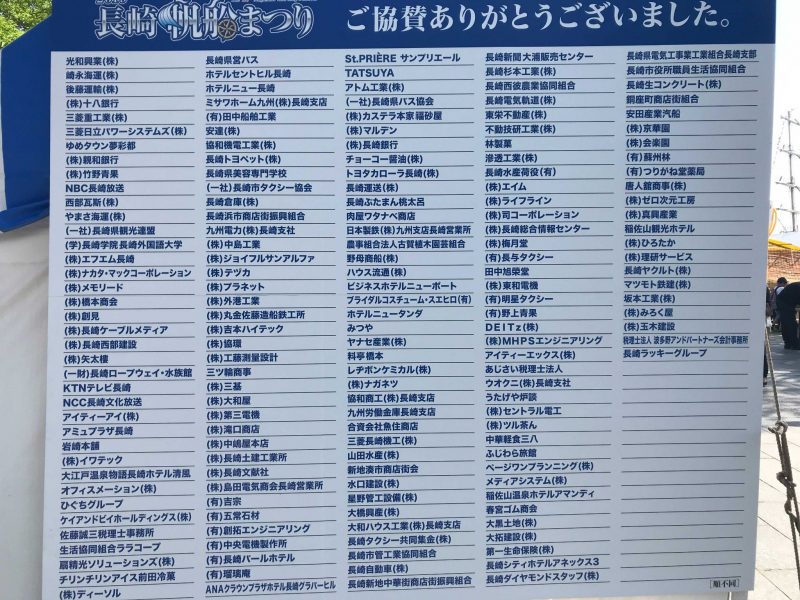 長崎帆船まつり
ご協賛ありがとうございました。
光和興業(株)
崎永海運(株)
後藤運輸(株)
(株)十八銀行
三菱重工業(株)
三菱日立パワーシステムズ(株)
ゆめタウン夢彩都
(株)親和銀行
(株)竹野青果
NBC長崎放送
西部瓦斯(株)
やまさ海運(株)
(一社)長崎県観光連盟
(学)長崎学院 長崎外国語大学
(株)エフエム長崎
(株)ナカタ・マックコーポレーション
(株)メモリード
(株)橋本商会
(株)創見
(株)長崎ケーブルメディア
(株)長崎西部建設
(株)矢太樓
(一財)長崎ロープウェイ・水族館
KTNテレビ長崎
NCC長崎文化放送
アイティーアイ(株)
アミュプラザ長崎
岩崎本舗
(株)イワテック
大江戸温泉物語長崎ホテル清風
オフィスメーション(株)
ひぐちグループ
ケイアンドビイホールディングス(株)
佐藤誠三税理士事務所
生活協同組合ララコープ
扇精光ソリューションズ(株)
チリンチリンアイス前田冷菓
(株)ディーソル
長崎県営バス
ホテルセントヒル長崎
ホテルニュー長崎
ミサワホーム九州(株)長崎支店
(有)田中船舶工業
安達(株)
協和機電工業(株)
長崎トヨペット(株)
長崎県美容専門学校
(一社)長崎市タクシー協会
長崎倉庫(株)
長崎浜市商店街振興組合
九州電力(株)長崎支社
(株)中島工業
(株)ジョイフルサンアルファ
(株)テヅカ
(株)プラネット
(株)外港工業
(株)丸金佐藤造船鉄工所
(株)吉本ハイテック
(株)協環
(株)工藤測量設計
三ツ輪商事
(株)三基
(株)大和屋
(株)第三電機
(株)滝口商店
(株)中嶋屋本店
(株)長崎土建工業所
(株)長崎文献社
(株)島田電気商会長崎営業所
(有)吉宗
(有)五常石材
(有)創拓エンジニアリング
(有)中央電機製作所
(有)長崎パールホテル
(有)瑠璃庵
ANAクラウンプラザホテル長崎グラバーヒル
St.PRIÈRE サンプリエール
TATSUYA
アトム工業(株)
(一社)長崎県バス協会
(株)カステラ本家福砂屋
(株)マルデン
(株)長崎銀行
チョーコー醤油(株)
トヨタカローラ長崎(株)
長崎運送(株)
長崎ぶたまん桃太呂
肉屋ワタナベ商店
日本製鉄(株)九州支店長崎営業所
農事組合法人古賀植木園芸組合
野母商船(株)
ハウス流通(株)
ビジネスホテルニューポート
ブライダルコスチューム・スエヒロ(有)
ホテルニュータンダ
みつや
ヤナセ産業(株)
料亭橋本
レヂボンケミカル(株)
(株)ナガネツ
協和商工(株)長崎支店
九州労働金庫長崎支店
合資会社魚住商店
三菱長崎機工(株)
山田水産(株)
新地湊市商店街会
水口建設(株)
星野管工設備(株)
大橋興産(株)
大和ハウス工業(株)長崎支店
長崎タクシー共同集金(株)
長崎市管工業協同組合
長崎自動車(株)
長崎新地中華街商店街振興組合
長崎新聞大浦販売センター
長崎杉本工業(株)
長崎西彼農業協同組合
長崎電気軌道(株)
東栄不動産(株)
不動技研工業(株)
林製菓
滲透工業(株)
長崎水産荷役(有)
(株)エイム
(株)ライフライン
(株)司コーポレーション
(株)長崎総合情報センター
(株)梅月堂
(有)長与タクシー
田中旭榮堂
(株)東和電機
(有)明星タクシー
(有)野上青果
DEITz(株)
(株)MHPSエンジニアリング
アイティーエックス(株)
あじさい税理士法人
ウオクニ(株)長崎支社
うたげや炉談
(株)セントラル電工
(株)ツル茶ん
中華軽食三八
ふじわら旅館
ページワンプランニング(株)
メディアシステム(株)
稲佐山温泉ホテルアマンディ
春宮ゴム商会
大黒土地(株)
大拓建設(株)
第一生命保険(株)
長崎シティホテルアネックス3
長崎ダイヤモンドスタッフ(株)
長崎県電気工事業工業組合長崎支部
長崎市役所職員生活協同組合
長崎生コンクリート(株)
銅座町商店街組合
安田産業汽船
(株)京華園
(株)会楽園
(有)蘇州林
(有)つりがね堂薬局
唐人館商事(株)
(株)ゼロ次元工房
(株)真興産業
稲佐山観光ホテル
(株)ひろたか
(株)理研サービス
長崎ヤクルト(株)
マツモト鉄建(株)
坂本工業(株)
(株)みろく屋
(株)玉木建設
税理士法人 波多野アンドパートナーズ会計事務所
長崎ラッキーグループ
[順不同]